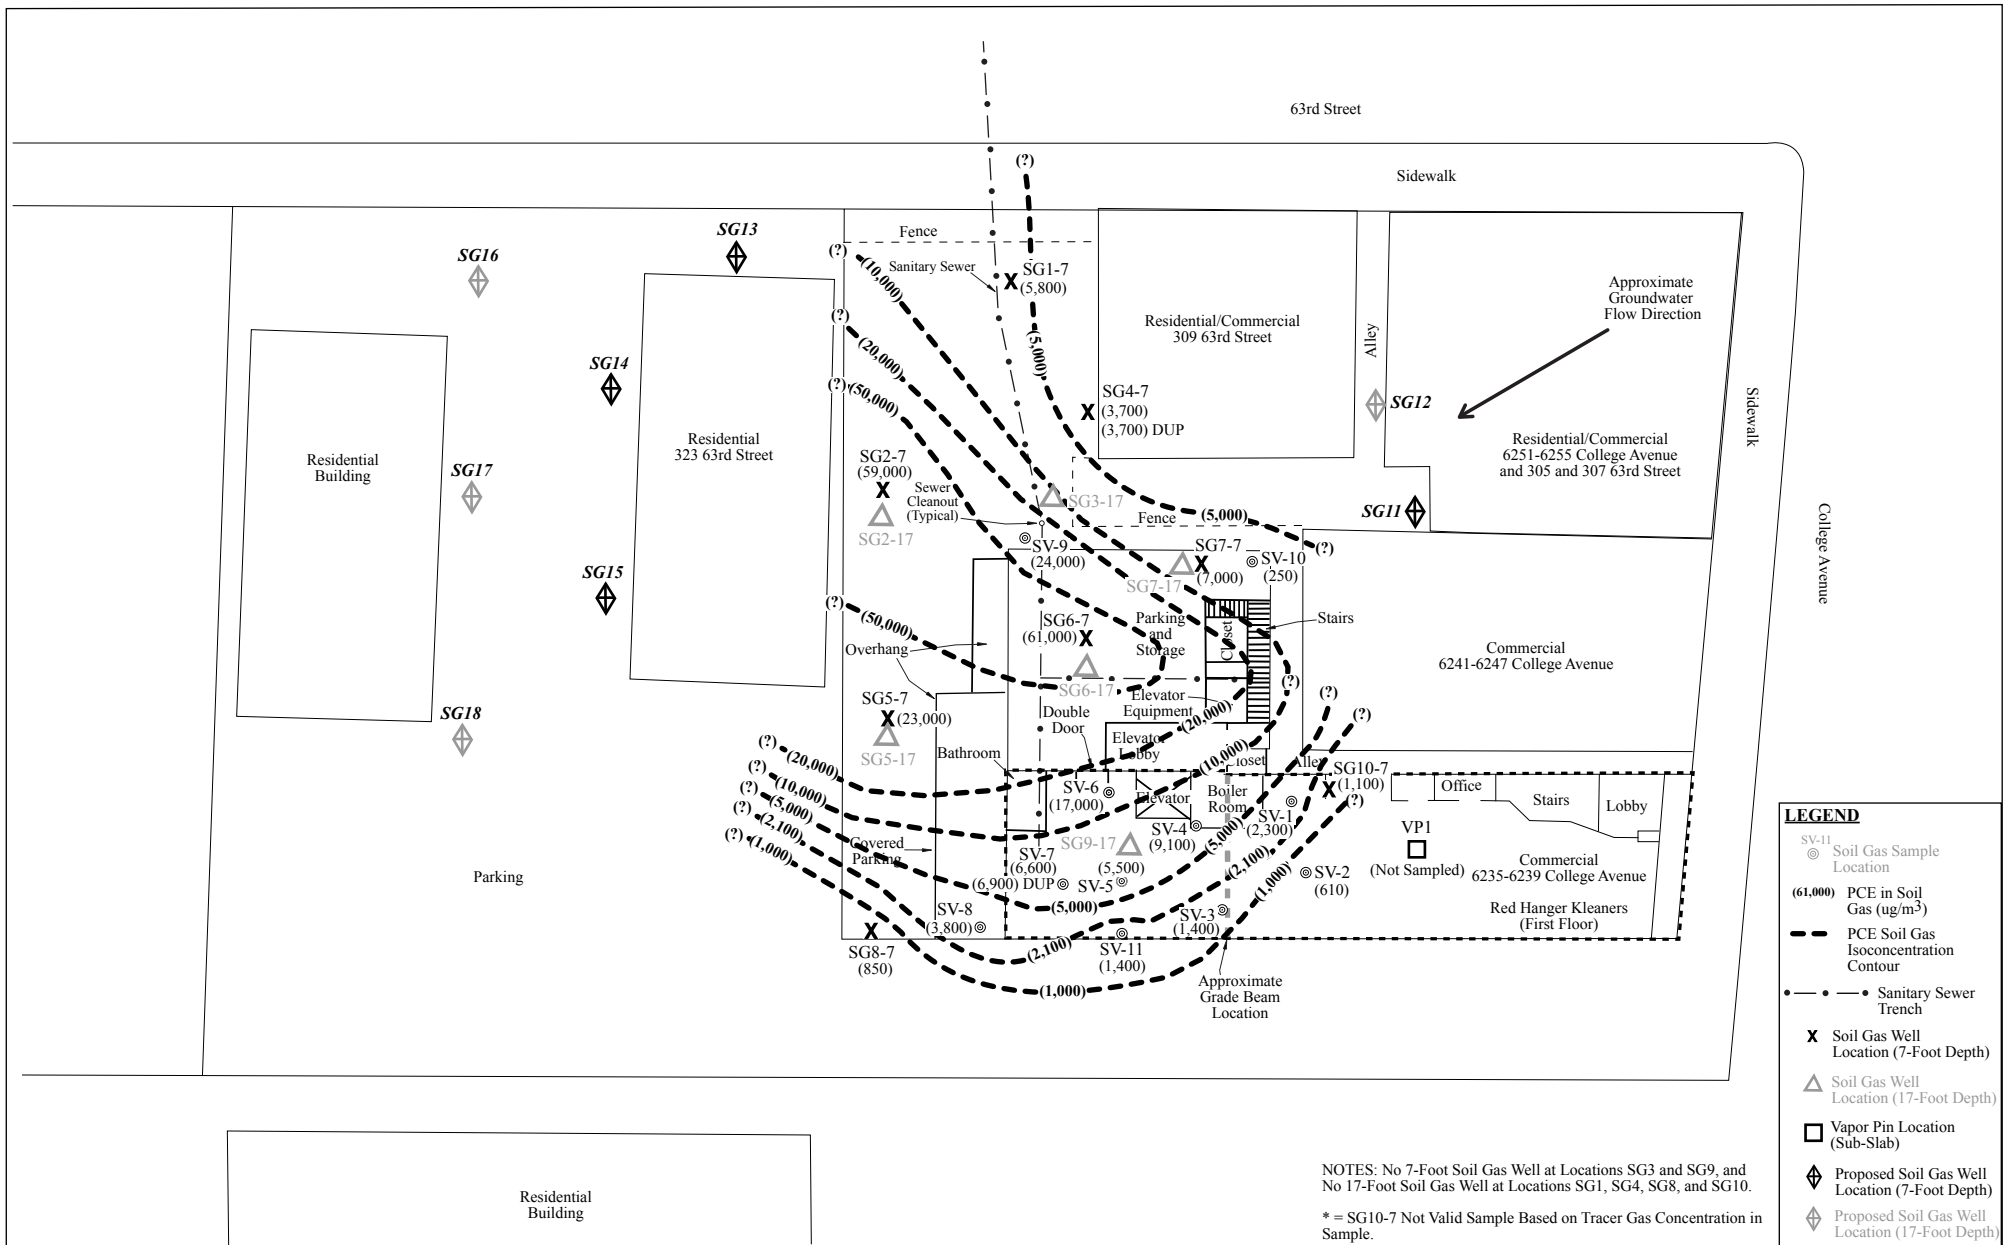 63rd Street
Sidewalk
(?)
Fence
Sanitary Sewer
SG1-7
(5,800)
(?)
(10,000)
(?)
(20,000)
(?)
(50,000)
(5,000)
SG13
SG16
SG14
SG17
SG15
SG18
Residential
Building
Residential
323 63rd Street
Residential/Commercial
309 63rd Street
Alley
Approximate
Groundwater
Flow Direction
SG12
Residential/Commercial
6251-6255 College Avenue
and 305 and 307 63rd Street
Sidewalk
College Avenue
SG4-7
(3,700)
(3,700) DUP
SG2-7
(59,000)
SG2-17
Sewer
Cleanout
(Typical)
SG3-17
Fence
(5,000)
(?)
SG11
SV-9
(24,000)
SG7-7
(7,000)
SG7-17
SV-10
(250)
(?)
(50,000)
Overhang
SG6-7
(61,000)
SG6-17
Parking
and
Storage
Closet
Stairs
Commercial
6241-6247 College Avenue
(?)
(?)
(?)
SG5-7
(23,000)
SG5-17
Double
Door
Elevator
Equipment
(20,000)
Elevator
Lobby
(10,000)
Closet
Alley
Bathroom
(?)
(20,000)
(?)
(10,000)
(?)
(5,000)
(?)
(2,100)
(?)
(1,000)
SG10-7
(1,100)
(?)
SV-6
(17,000)
Elevator
Boiler
Room
SV-1
(2,300)
SV-4
(9,100)
(5,000)
Office
Stairs
Lobby
VP1
(Not Sampled)
Commercial
6235-6239 College Avenue
Red Hanger Kleaners
(First Floor)
Covered
Parking
SV-7
(6,600)
(6,900) DUP
SG9-17
(5,500)
SV-5
(5,000)
(2,100)
(1,000)
SV-2
(610)
SV-8
(3,800)
SV-3
(1,400)
SV-11
(1,400)
(2,100)
(1,000)
SG8-7
(850)
Parking
Approximate
Grade Beam
Location
Residential
Building
NOTES: No 7-Foot Soil Gas Well at Locations SG3 and SG9, and
No 17-Foot Soil Gas Well at Locations SG1, SG4, SG8, and SG10.
* = SG10-7 Not Valid Sample Based on Tracer Gas Concentration in
Sample.
LEGEND
SV-11
Soil Gas Sample
Location
(61,000) PCE in Soil
Gas (ug/m3)
PCE Soil Gas
Isoconcentration
Contour
Sanitary Sewer
Trench
Soil Gas Well
Location (7-Foot Depth)
Soil Gas Well
Location (17-Foot Depth)
Vapor Pin Location
(Sub-Slab)
Proposed Soil Gas Well
Location (7-Foot Depth)
Proposed Soil Gas Well
Location (17-Foot Depth)